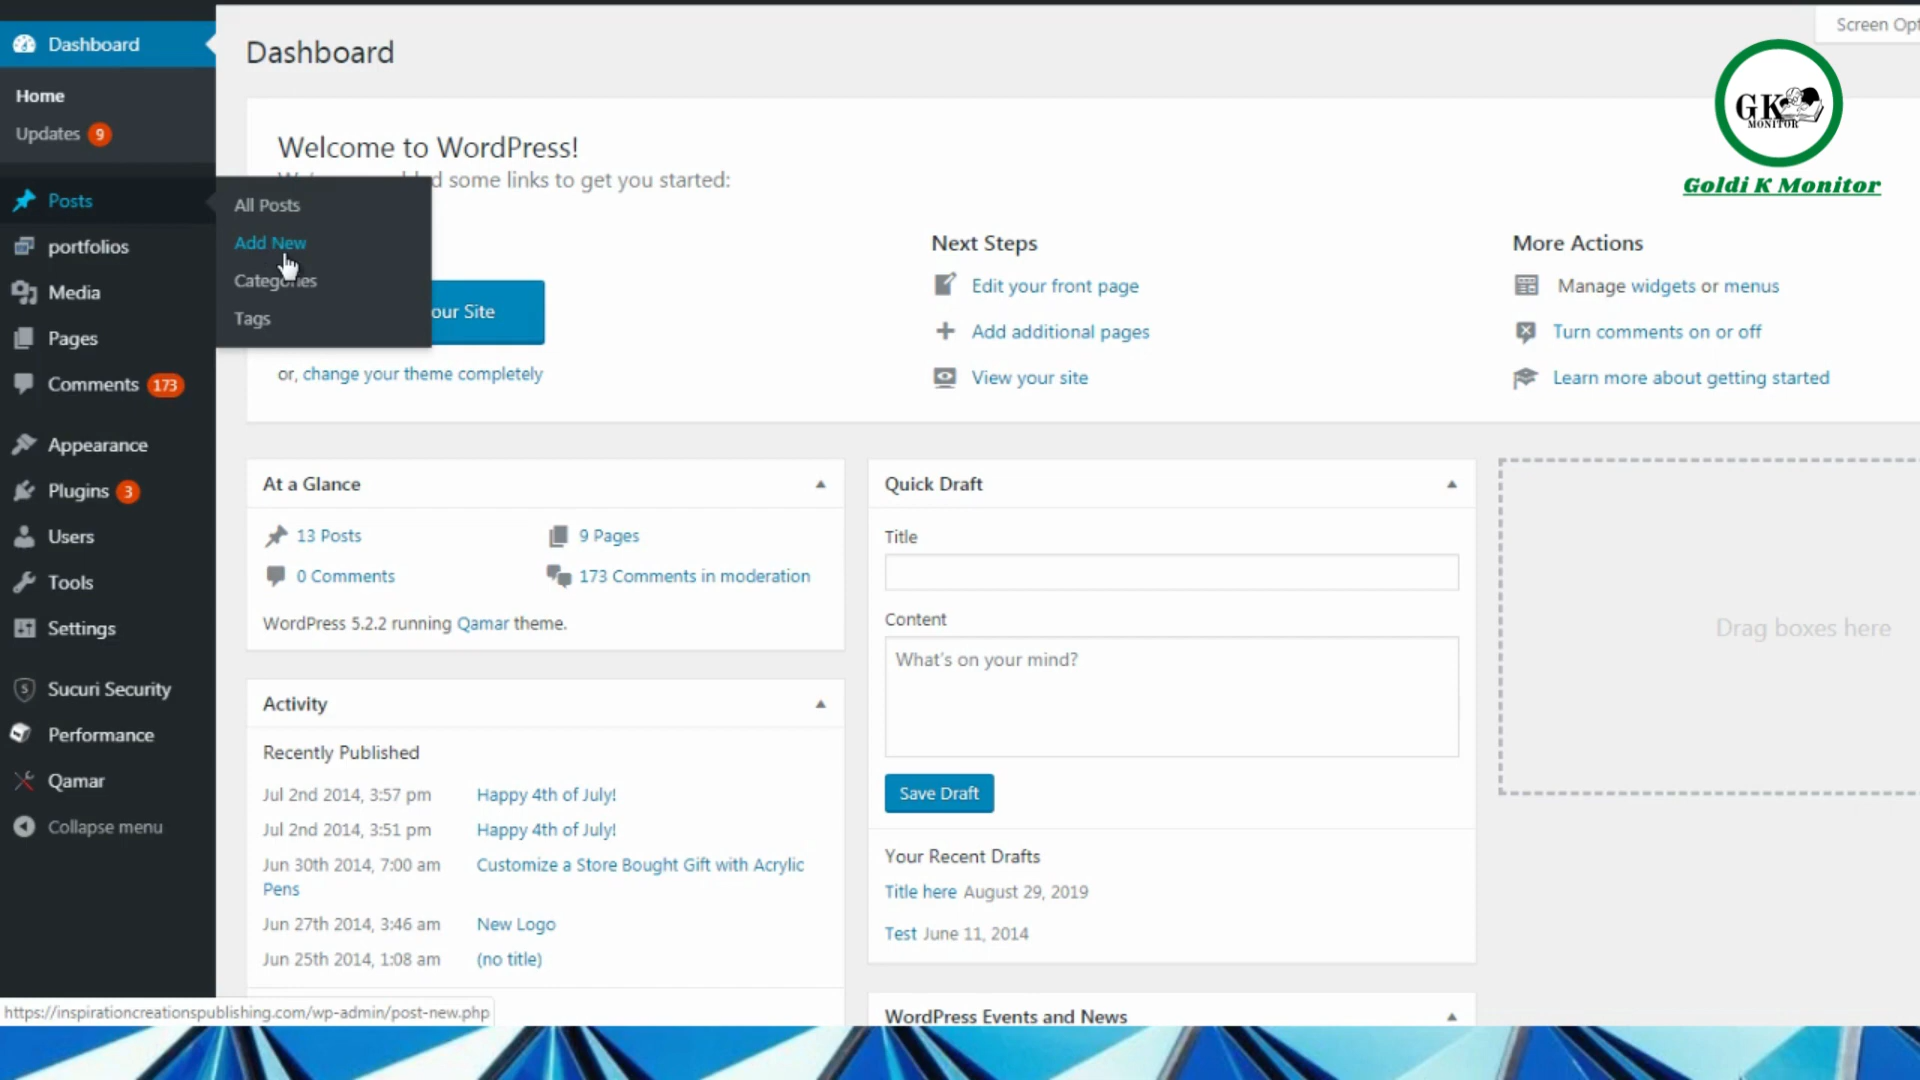 Dashboard
Home
Updates 9
Posts
portfolios
Media
Pages
Comments 173
Appearance
Plugins 3
Users
Tools
Settings
Sucuri Security
Performance
Qamar
Collapse menu
All Posts
Add New
Categories
Tags
Dashboard
Screen Opt
GK
MONITOR
Goldi K Monitor
Welcome to WordPress!
d some links to get you started:
our Site
or, change your theme completely
Next Steps
Edit your front page
Add additional pages
View your site
More Actions
Manage widgets or menus
Turn comments on or off
Learn more about getting started
At a Glance
13 Posts
9 Pages
0 Comments
173 Comments in moderation
WordPress 5.2.2 running Qamar theme.
Activity
Recently Published
Jul 2nd 2014, 3:57 pm Happy 4th of July!
Jul 2nd 2014, 3:51 pm Happy 4th of July!
Jun 30th 2014, 7:00 am Customize a Store Bought Gift with Acrylic
Pens
Jun 27th 2014, 3:46 am New Logo
Jun 25th 2014, 1:08 am (no title)
Quick Draft
Title
Content
What's on your mind?
Save Draft
Your Recent Drafts
Title here August 29, 2019
Test June 11, 2014
WordPress Events and News
Drag boxes here
https://inspirationcreationspublishing.com/wp-admin/post-new.php